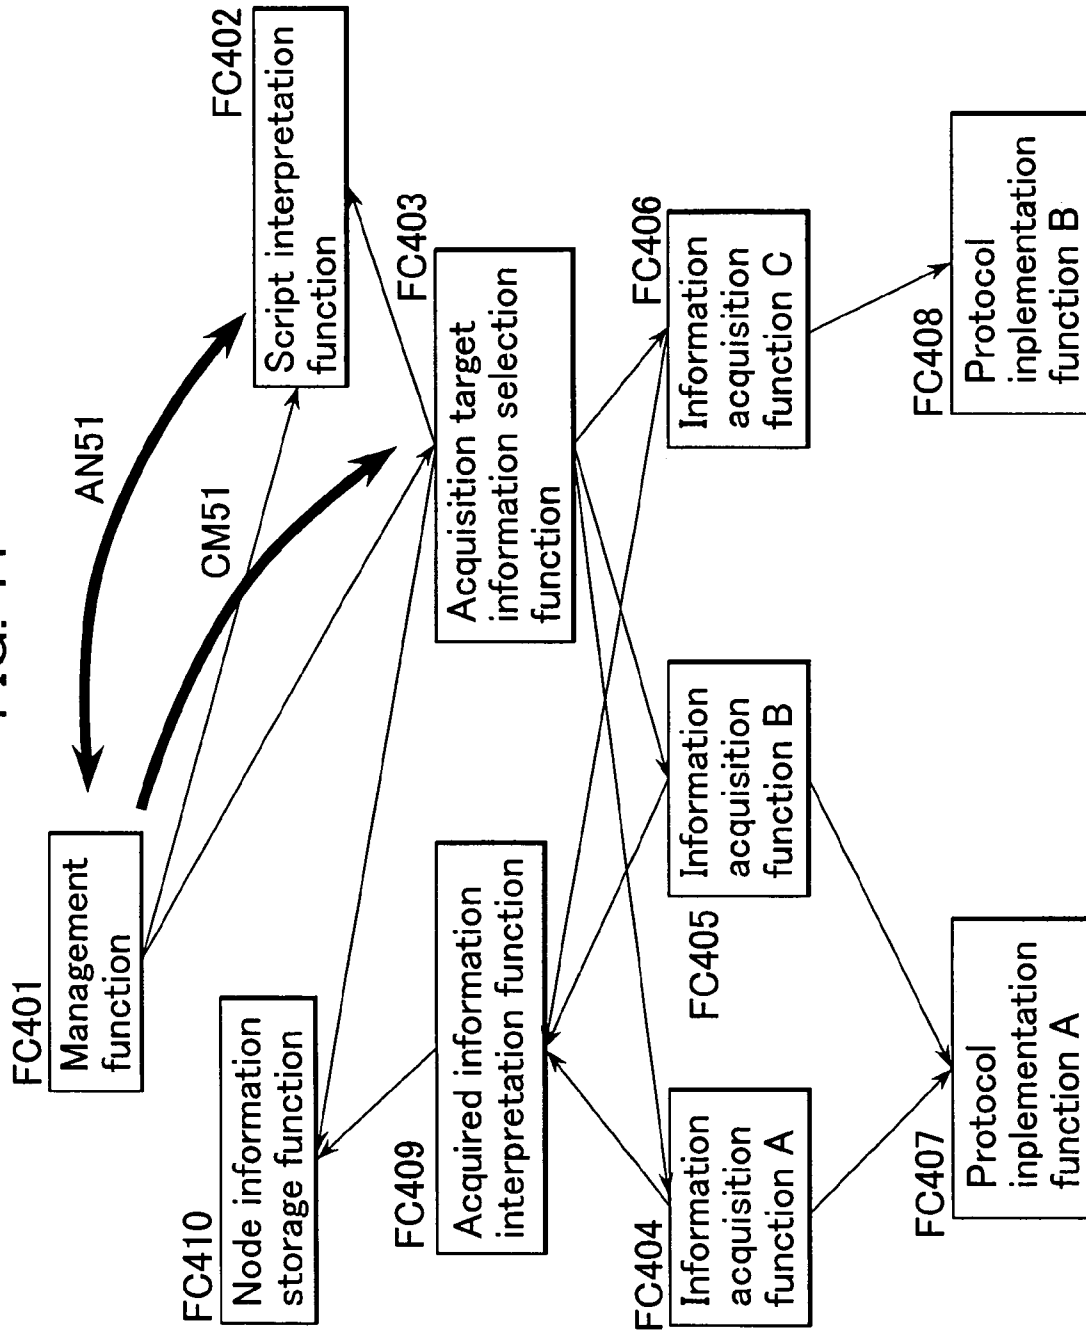 FC401
Management
function
AN51
CM51
FC402
Script interpretation
function
FC410
Node information
storage function
FC403
Acquisition target
information selection
function
FC409
Acquired information
interpretation function
FC404
Information
acquisition
function A
FC405
Information
acquisition
function B
FC406
Information
acquisition
function C
FC407
Protocol
inplementation
function A
FC408
Protocol
inplementation
function B